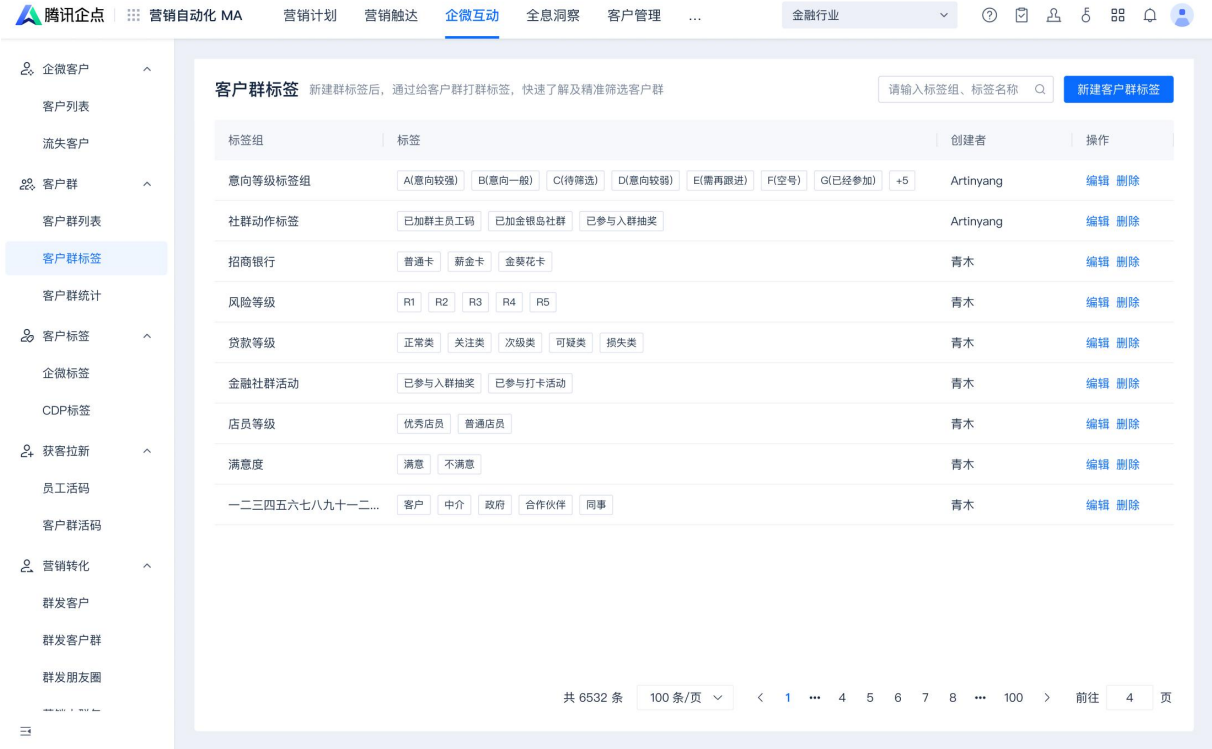 腾讯企点 营销自动化 MA 营销计划 营销触达 企微互动 全息洞察 客户管理 ... 金融行业
企微客户
客户列表
流失客户
客户群
客户群列表
客户群标签
客户群统计
客户标签
企微标签
CDP标签
获客拉新
员工活码
客户群活码
营销转化
群发客户
群发客户群
群发朋友圈
客户群标签 新建群标签后，通过给客户群打群标签，快速了解及精准筛选客户群 请输入标签组、标签名称 新建客户群标签
标签组 标签 创建者 操作
意向等级标签组 A(意向较强) B(意向一般) C(待筛选) D(意向较弱) E(需再跟进) F(空号) G(已经参加) +5 Artinyang 编辑 删除
社群动作标签 已加群主员工码 已加金银岛社群 已参与入群抽奖 Artinyang 编辑 删除
招商银行 普通卡 薪金卡 金葵花卡 青木 编辑 删除
风险等级 R1 R2 R3 R4 R5 青木 编辑 删除
贷款等级 正常类 关注类 次级类 可疑类 损失类 青木 编辑 删除
金融社群活动 已参与入群抽奖 已参与打卡活动 青木 编辑 删除
店员等级 优秀店员 普通店员 青木 编辑 删除
满意度 满意 不满意 青木 编辑 删除
一二三四五六七八九十一二... 客户 中介 政府 合作伙伴 同事 青木 编辑 删除
共 6532 条 100 条/页 < 1 ••• 4 5 6 7 8 ••• 100 > 前往 4 页